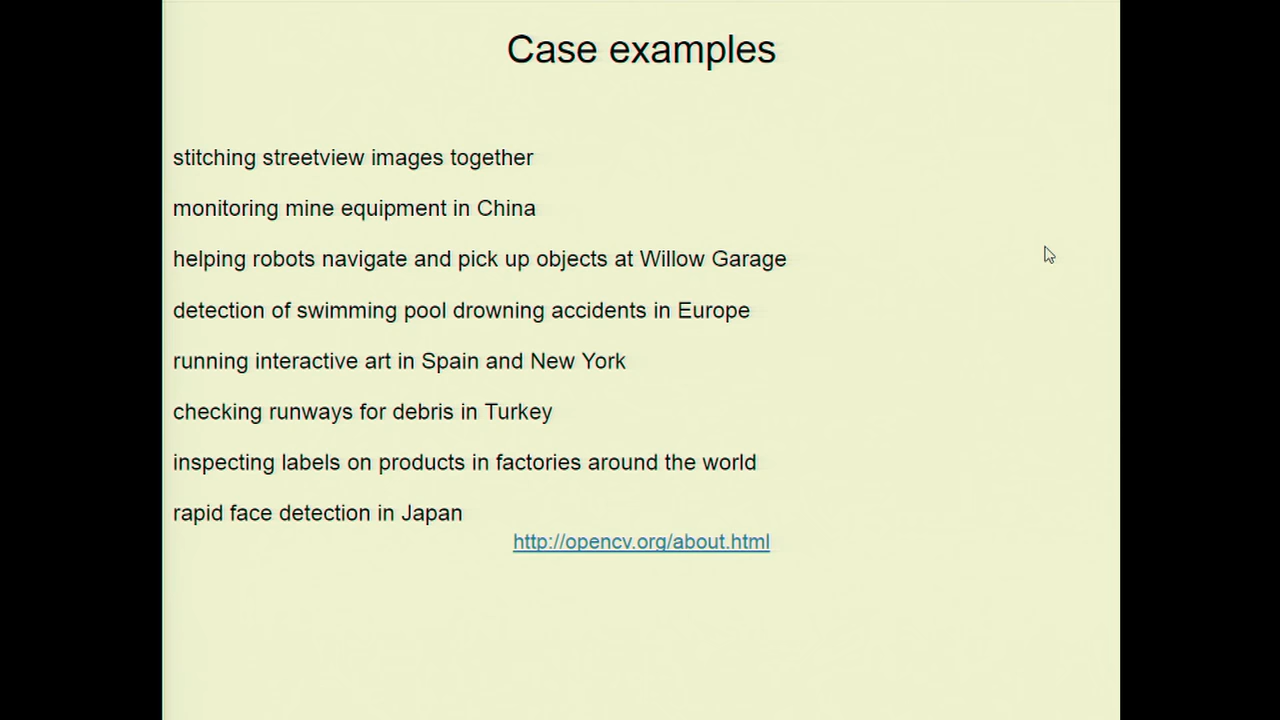 Case examples
stitching streetview images together
monitoring mine equipment in China
helping robots navigate and pick up objects at Willow Garage
detection of swimming pool drowning accidents in Europe
running interactive art in Spain and New York
checking runways for debris in Turkey
inspecting labels on products in factories around the world
rapid face detection in Japan
http://opencv.org/about.html